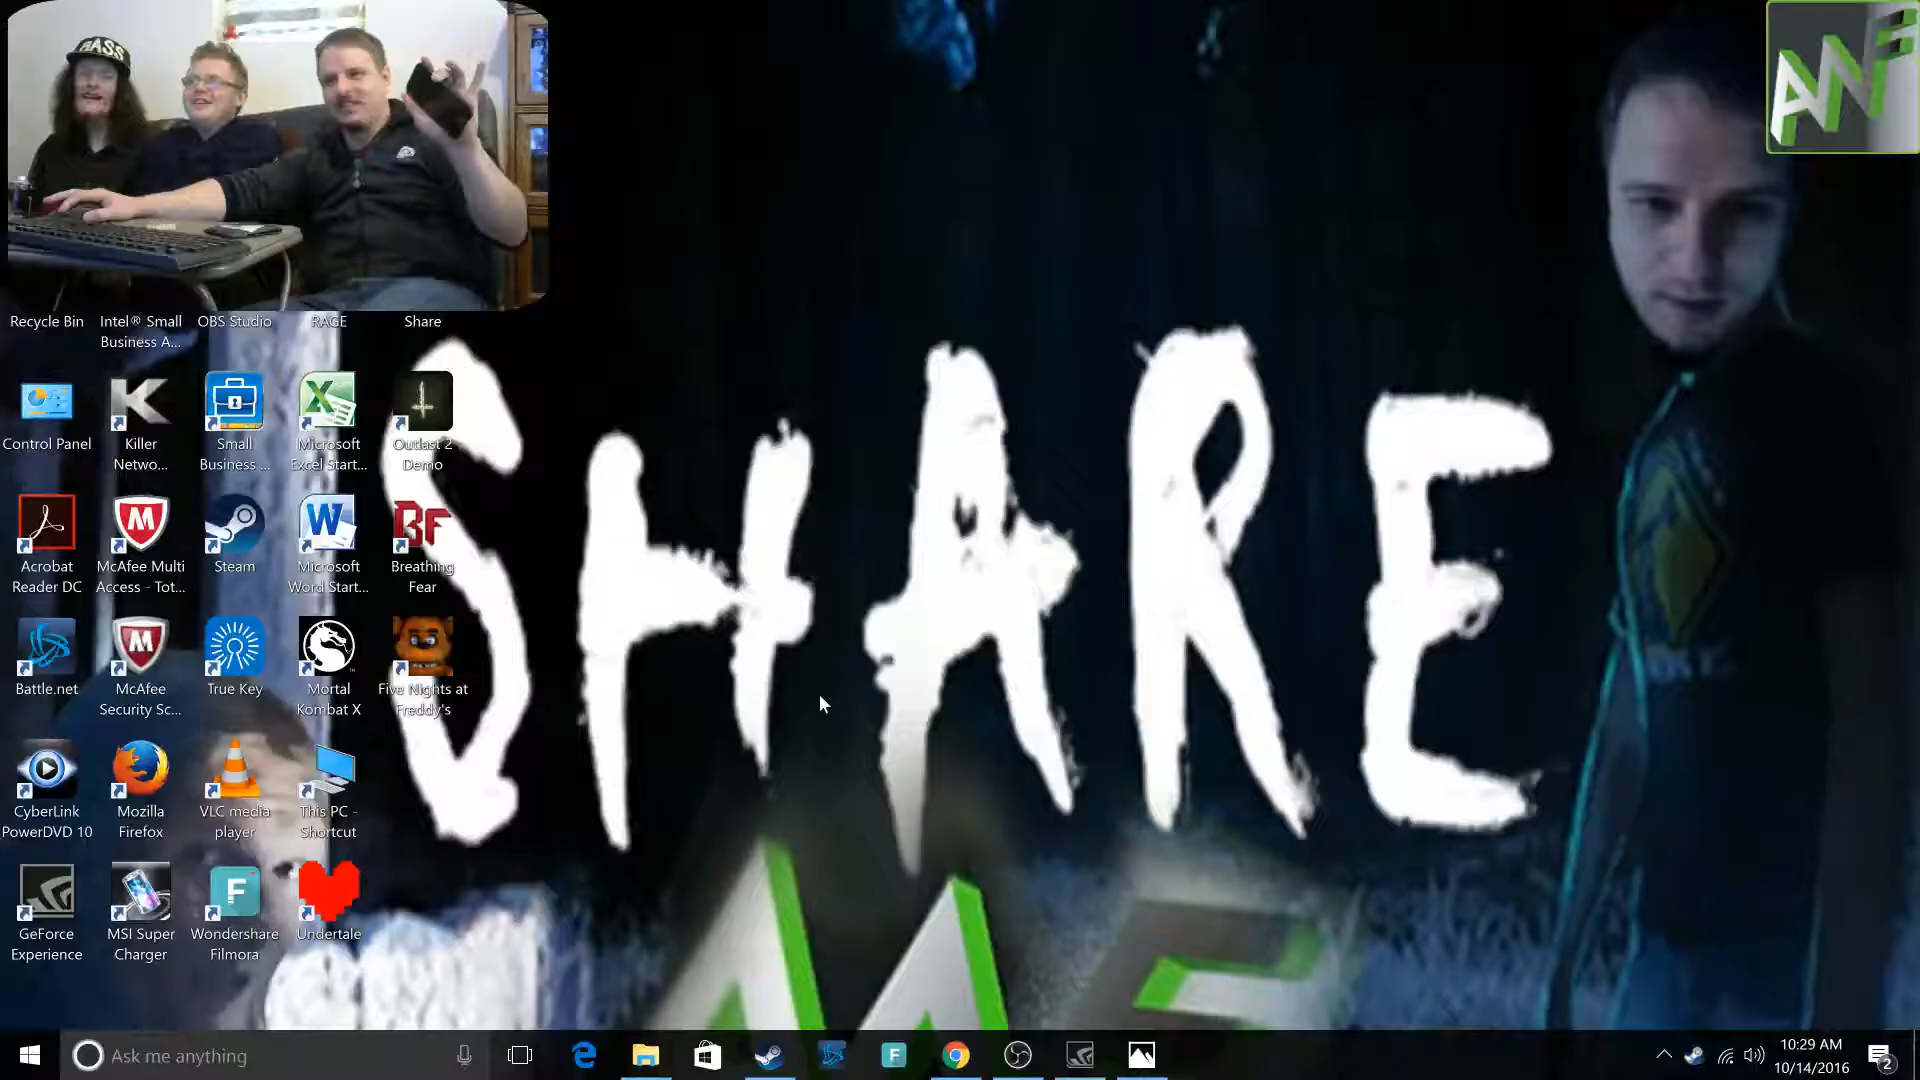 BASS
ANG
Recycle Bin
Intel® Small
Business A...
OBS Studio
RAGE
Share
SHARE
Control Panel
Killer
Netwo...
Small
Business ...
Microsoft
Excel Start...
Outlast 2
Demo
Acrobat
Reader DC
McAfee Multi
Access - Tot...
Steam
Microsoft
Word Start...
BF
Breathing
Fear
Battle.net
McAfee
Security Sc...
True Key
Mortal
Kombat X
Five Nights at
Freddy's
CyberLink
PowerDVD 10
Mozilla
Firefox
VLC media
player
This PC -
Shortcut
GeForce
Experience
MSI Super
Charger
Wondershare
Filmora
Undertale
Ask me anything
10:29 AM
10/14/2016
2